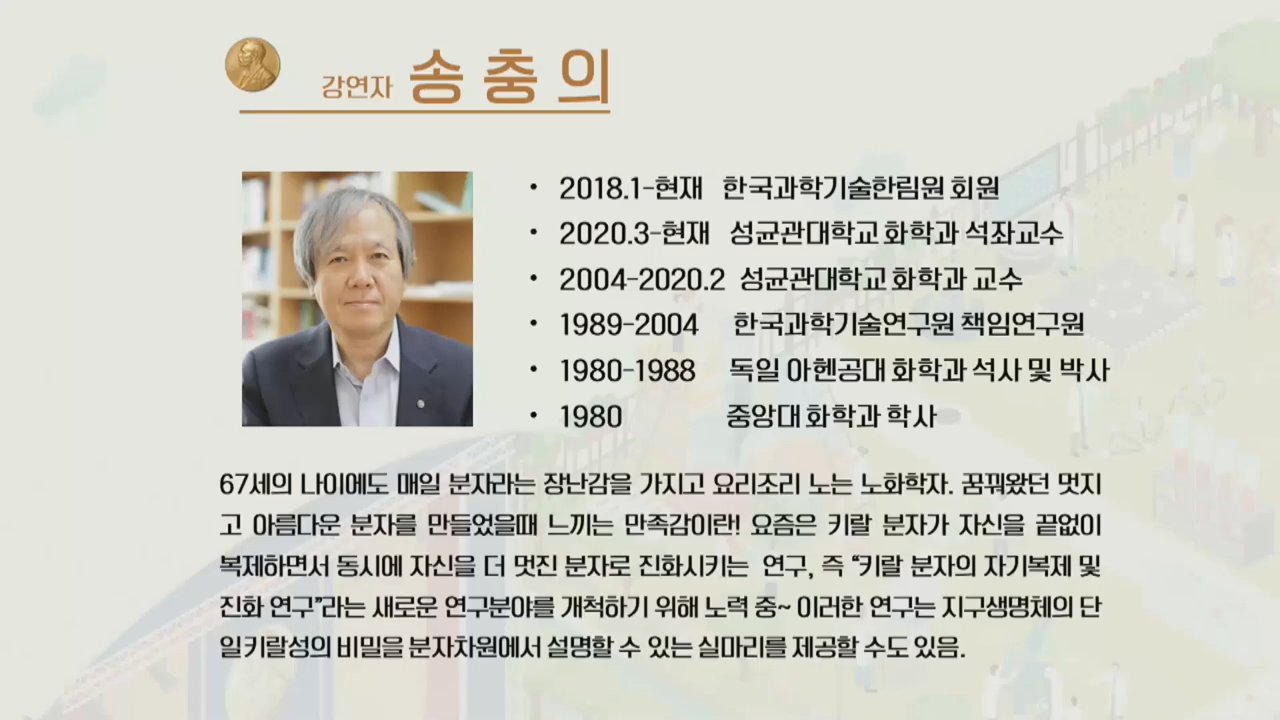 강연자 송충의
• 2018.1-현재 한국과학기술한림원 회원
• 2020.3-현재 성균관대학교 화학과 석좌교수
• 2004-2020.2 성균관대학교 화학과 교수
• 1989-2004 한국과학기술연구원 책임연구원
• 1980-1988 독일 아헨공대 화학과 석사 및 박사
• 1980 중앙대 화학과 학사
67세의 나이에도 매일 분자라는 장난감을 가지고 요리조리 노는 노화학자. 꿈꿔왔던 멋지
고 아름다운 분자를 만들었을때 느끼는 만족감이란! 요즘은 키랄 분자가 자신을 끝없이
복제하면서 동시에 자신을 더 멋진 분자로 진화시키는 연구, 즉 “키랄 분자의 자기복제 및
진화 연구”라는 새로운 연구분야를 개척하기 위해 노력 중~ 이러한 연구는 지구생명체의 단
일키랄성의 비밀을 분자차원에서 설명할 수 있는 실마리를 제공할 수도 있음.